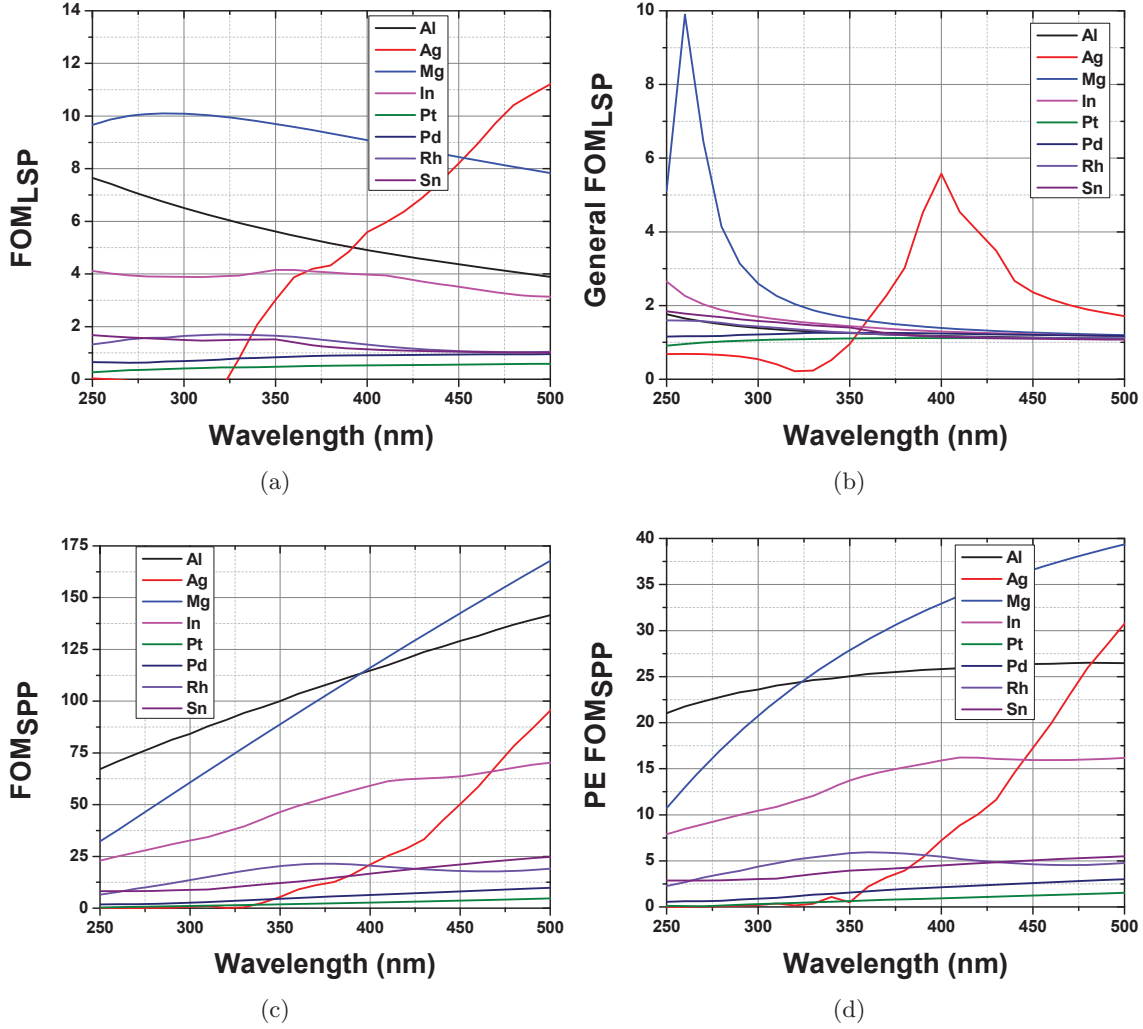 14
12
10
8
6
4
2
0
FOMLSP
Al
Ag
Mg
In
Pt
Pd
Rh
Sn
250 300 350 400 450 500
Wavelength (nm)
(a)
10
8
6
4
2
0
General FOMLSP
Al
Ag
Mg
In
Pt
Pd
Rh
Sn
250 300 350 400 450 500
Wavelength (nm)
(b)
175
150
125
100
75
50
25
0
FOMSPP
Al
Ag
Mg
In
Pt
Pd
Rh
Sn
250 300 350 400 450 500
Wavelength (nm)
(c)
40
35
30
25
20
15
10
5
0
PE FOMSPP
Al
Ag
Mg
In
Pt
Pd
Rh
Sn
250 300 350 400 450 500
Wavelength (nm)
(d)